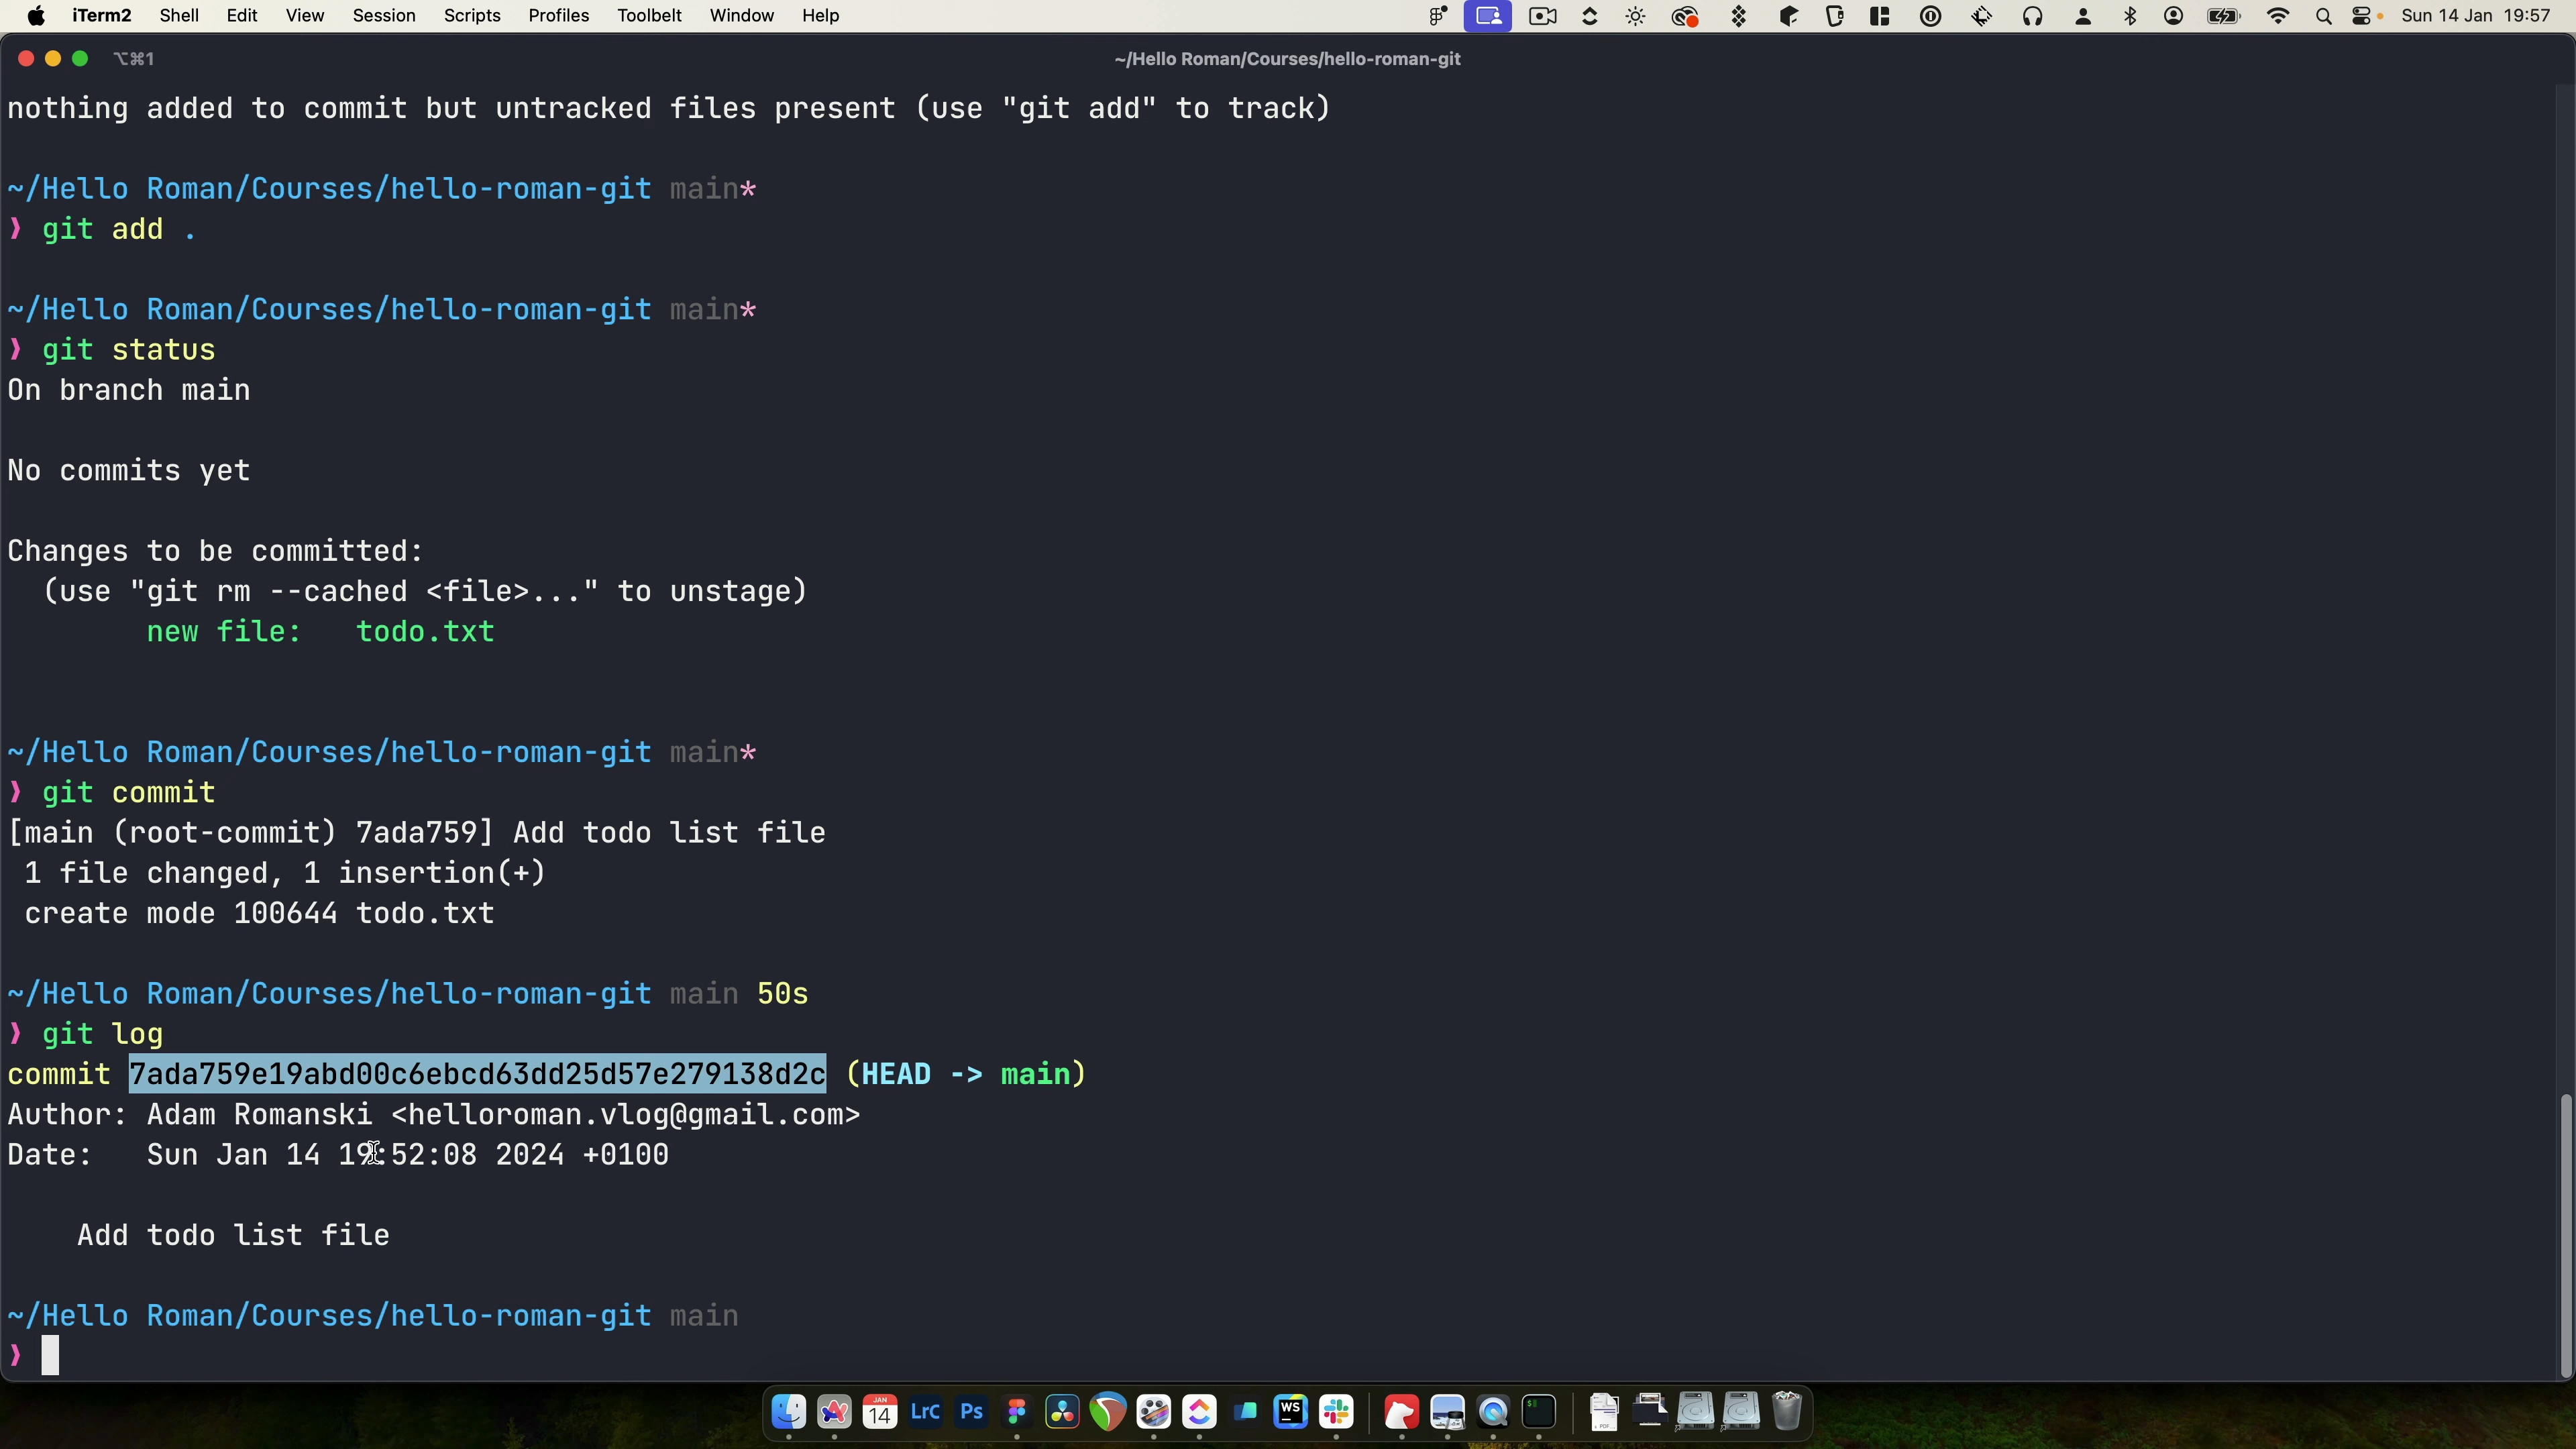 iTerm2 Shell Edit View Session Scripts Profiles Toolbelt Window Help Sun 14 Jan 19:57
⌥⌘1 ~/Hello Roman/Courses/hello-roman-git
nothing added to commit but untracked files present (use "git add" to track)
~/Hello Roman/Courses/hello-roman-git main*
❯ git add .
~/Hello Roman/Courses/hello-roman-git main*
❯ git status
On branch main
No commits yet
Changes to be committed:
(use "git rm --cached <file>..." to unstage)
new file: todo.txt
~/Hello Roman/Courses/hello-roman-git main*
❯ git commit
[main (root-commit) 7ada759] Add todo list file
1 file changed, 1 insertion(+)
create mode 100644 todo.txt
~/Hello Roman/Courses/hello-roman-git main 50s
❯ git log
commit 7ada759e19abd00c6ebcd63dd25d57e279138d2c (HEAD -> main)
Author: Adam Romanski <helloroman.vlog@gmail.com>
Date: Sun Jan 14 19:52:08 2024 +0100
Add todo list file
~/Hello Roman/Courses/hello-roman-git main
❯
JAN
14 LrC Ps WS $ PDF